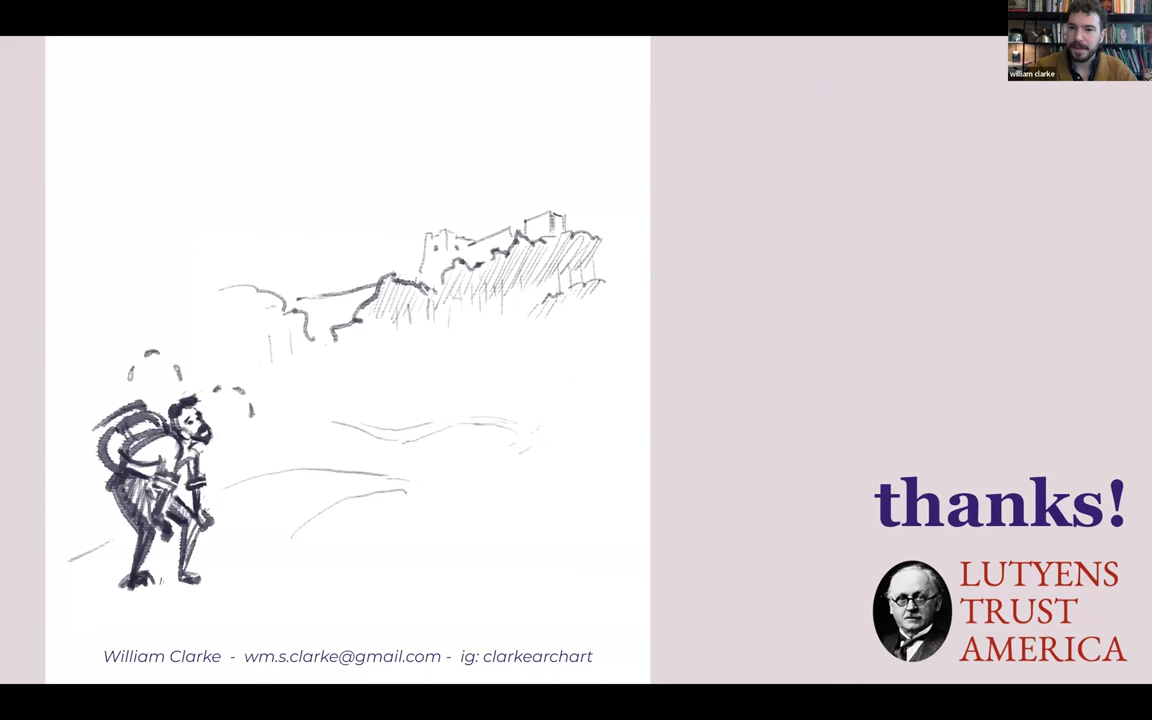 william clarke
thanks!
LUTYENS
TRUST
AMERICA
William Clarke - wm.s.clarke@gmail.com - ig: clarkearchart